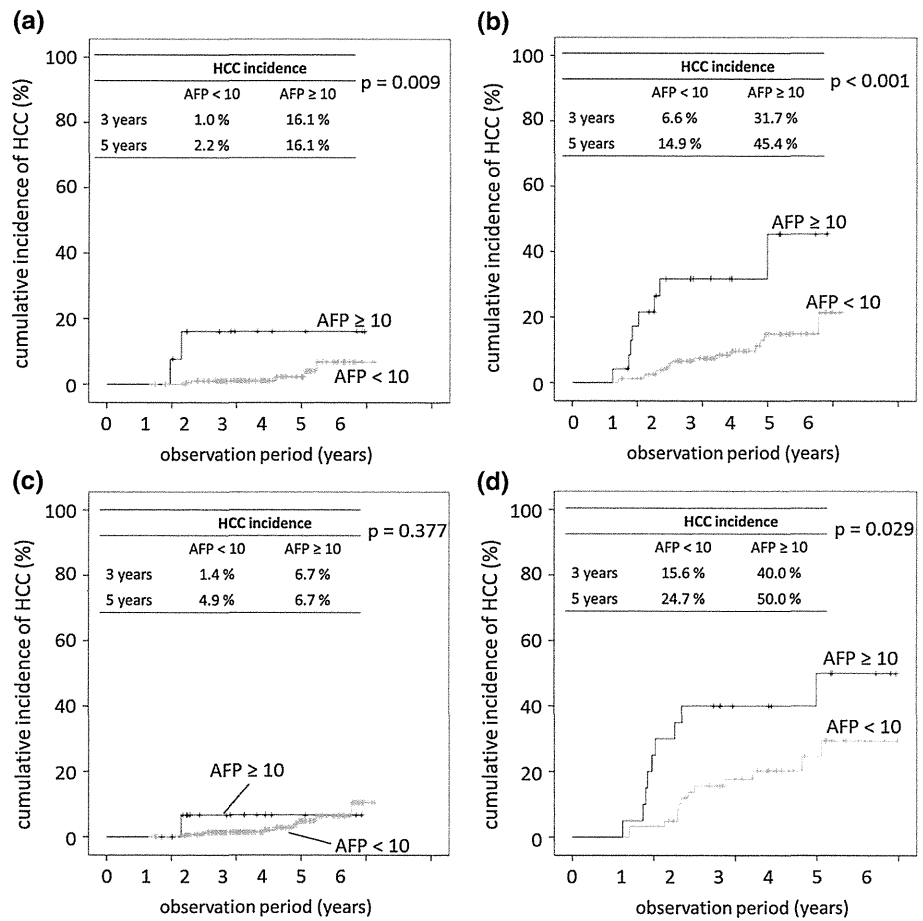 (a)
HCC incidence
p = 0.009
AFP < 10 AFP ≥ 10
3 years 1.0 % 16.1 %
5 years 2.2 % 16.1 %
100
80
60
40
20
0
cumulative incidence of HCC (%)
AFP ≥ 10
AFP < 10
0 1 2 3 4 5 6
observation period (years)
(b)
HCC incidence
p < 0.001
AFP < 10 AFP ≥ 10
3 years 6.6 % 31.7 %
5 years 14.9 % 45.4 %
100
80
60
40
20
0
cumulative incidence of HCC (%)
AFP ≥ 10
AFP < 10
0 1 2 3 4 5 6
observation period (years)
(c)
HCC incidence
p = 0.377
AFP < 10 AFP ≥ 10
3 years 1.4 % 6.7 %
5 years 4.9 % 6.7 %
100
80
60
40
20
0
cumulative incidence of HCC (%)
AFP ≥ 10
AFP < 10
0 1 2 3 4 5 6
observation period (years)
(d)
HCC incidence
p = 0.029
AFP < 10 AFP ≥ 10
3 years 15.6 % 40.0 %
5 years 24.7 % 50.0 %
100
80
60
40
20
0
cumulative incidence of HCC (%)
AFP ≥ 10
AFP < 10
0 1 2 3 4 5 6
observation period (years)